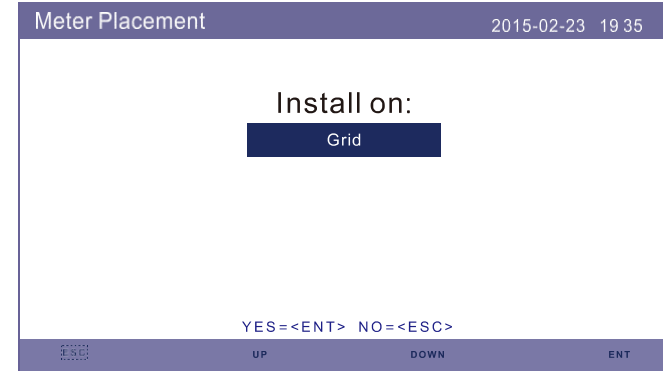 Meter Placement 2015-02-23 19 35
Install on:
Grid
YES=<ENT> NO=<ESC>
ESC UP DOWN ENT